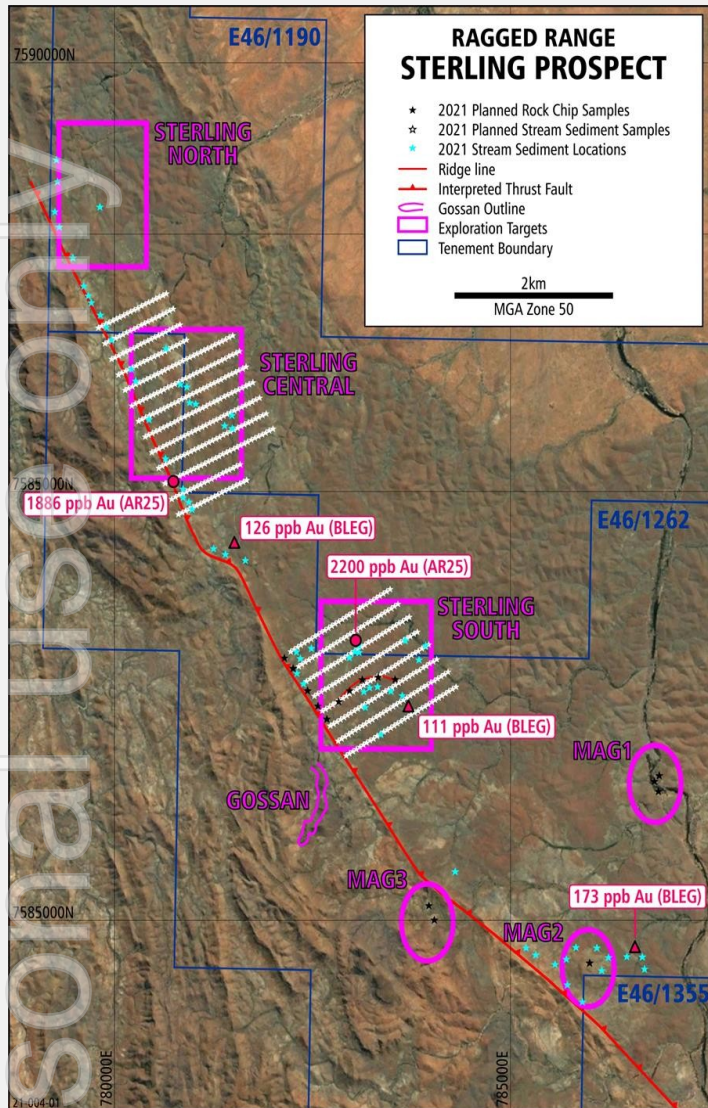 RAGGED RANGE
STERLING PROSPECT
2021 Planned Rock Chip Samples
2021 Planned Stream Sediment Samples
2021 Stream Sediment Locations
Ridge line
Interpreted Thrust Fault
Gossan Outline
Exploration Targets
Tenement Boundary
2km
MGA Zone 50
E46/1190
7590000N
STERLING
NORTH
STERLING
CENTRAL
7585000N
1886 ppb Au (AR25)
126 ppb Au (BLEG)
E46/1262
2200 ppb Au (AR25)
STERLING
SOUTH
111 ppb Au (BLEG)
MAG1
GOSSAN
MAG3
173 ppb Au (BLEG)
7585000N
MAG2
E46/1355
780000E
785000E
21-004-01
sonal use only